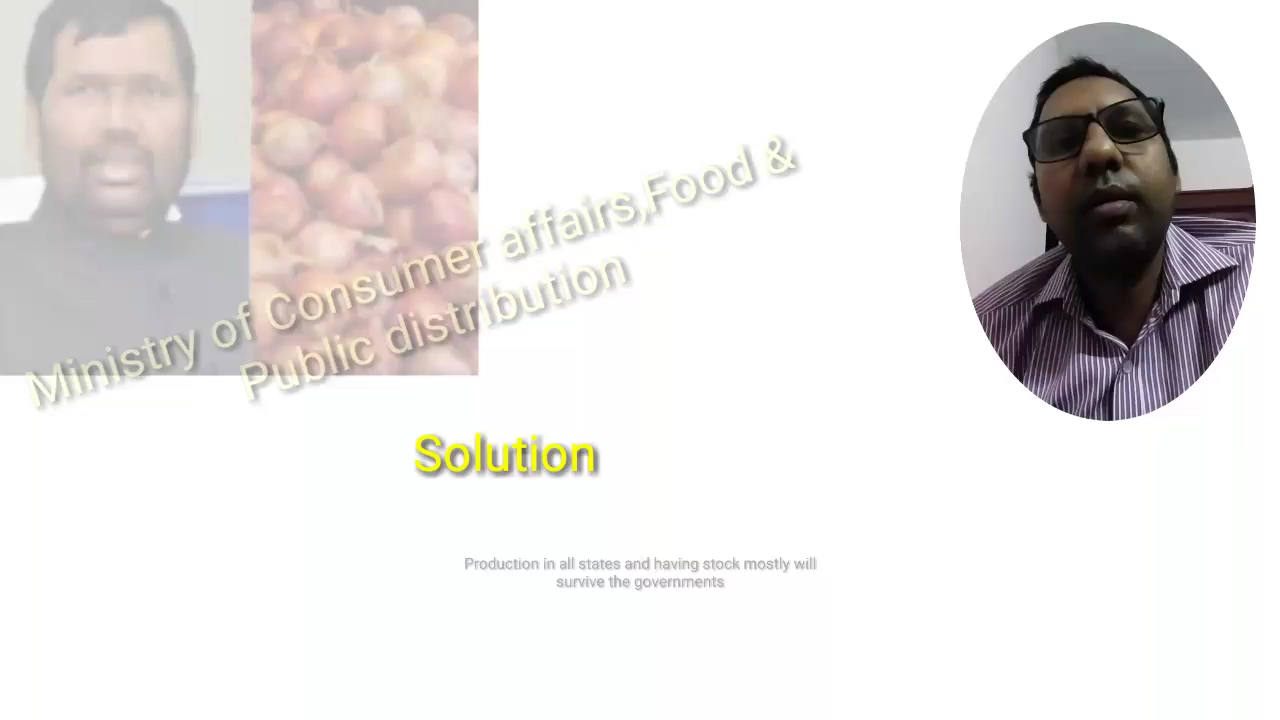 Ministry of Consumer affairs,Food &
Public distribution
Solution
Production in all states and having stock mostly will
survive the governments